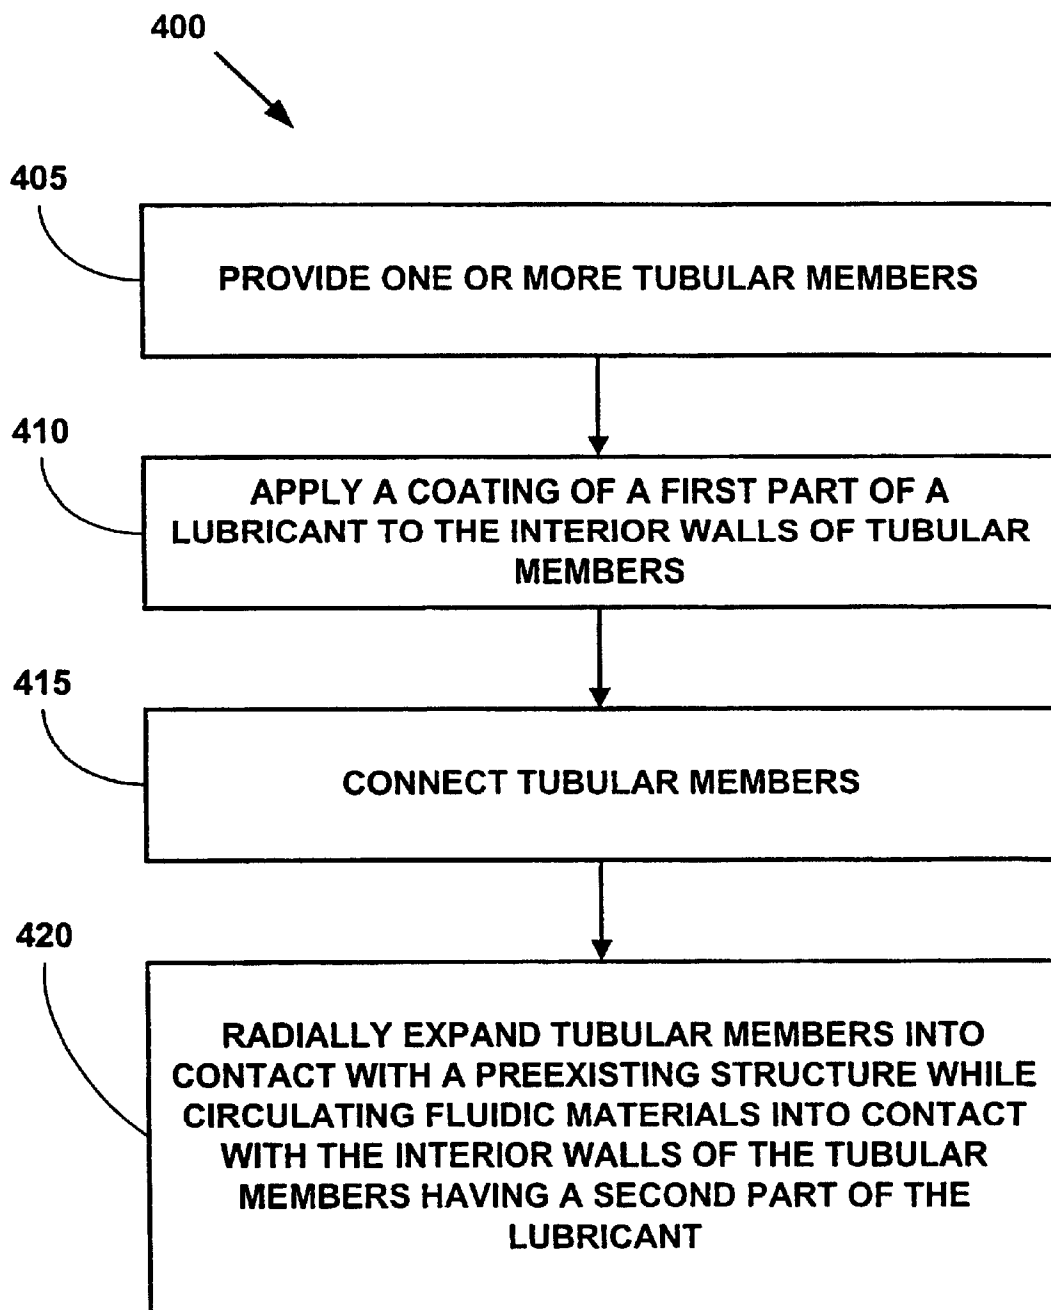 400
405
PROVIDE ONE OR MORE TUBULAR MEMBERS
410
APPLY A COATING OF A FIRST PART OF A
LUBRICANT TO THE INTERIOR WALLS OF TUBULAR
MEMBERS
415
CONNECT TUBULAR MEMBERS
420
RADIALLY EXPAND TUBULAR MEMBERS INTO
CONTACT WITH A PREEXISTING STRUCTURE WHILE
CIRCULATING FLUIDIC MATERIALS INTO CONTACT
WITH THE INTERIOR WALLS OF THE TUBULAR
MEMBERS HAVING A SECOND PART OF THE
LUBRICANT